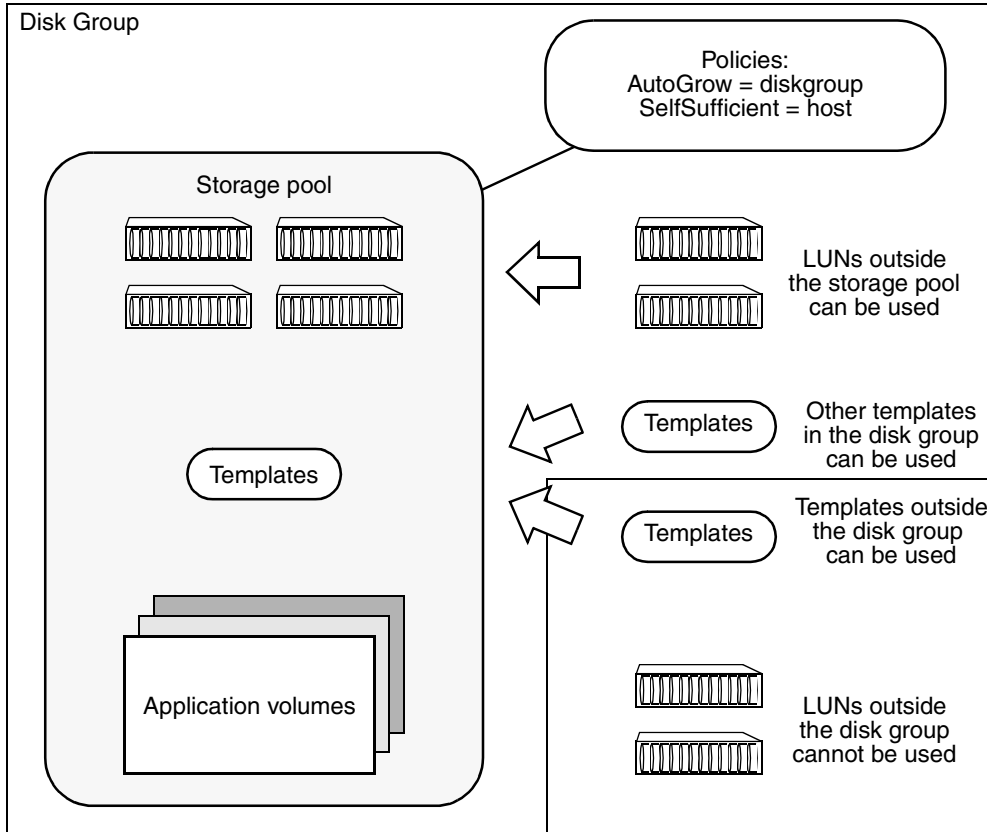 Disk Group
Policies:
AutoGrow = diskgroup
SelfSufficient = host
Storage pool
LUNs outside
the storage pool
can be used
Templates
Other templates
in the disk group
can be used
Templates
Templates
Templates outside
the disk group
can be used
Application volumes
LUNs outside
the disk group
cannot be used